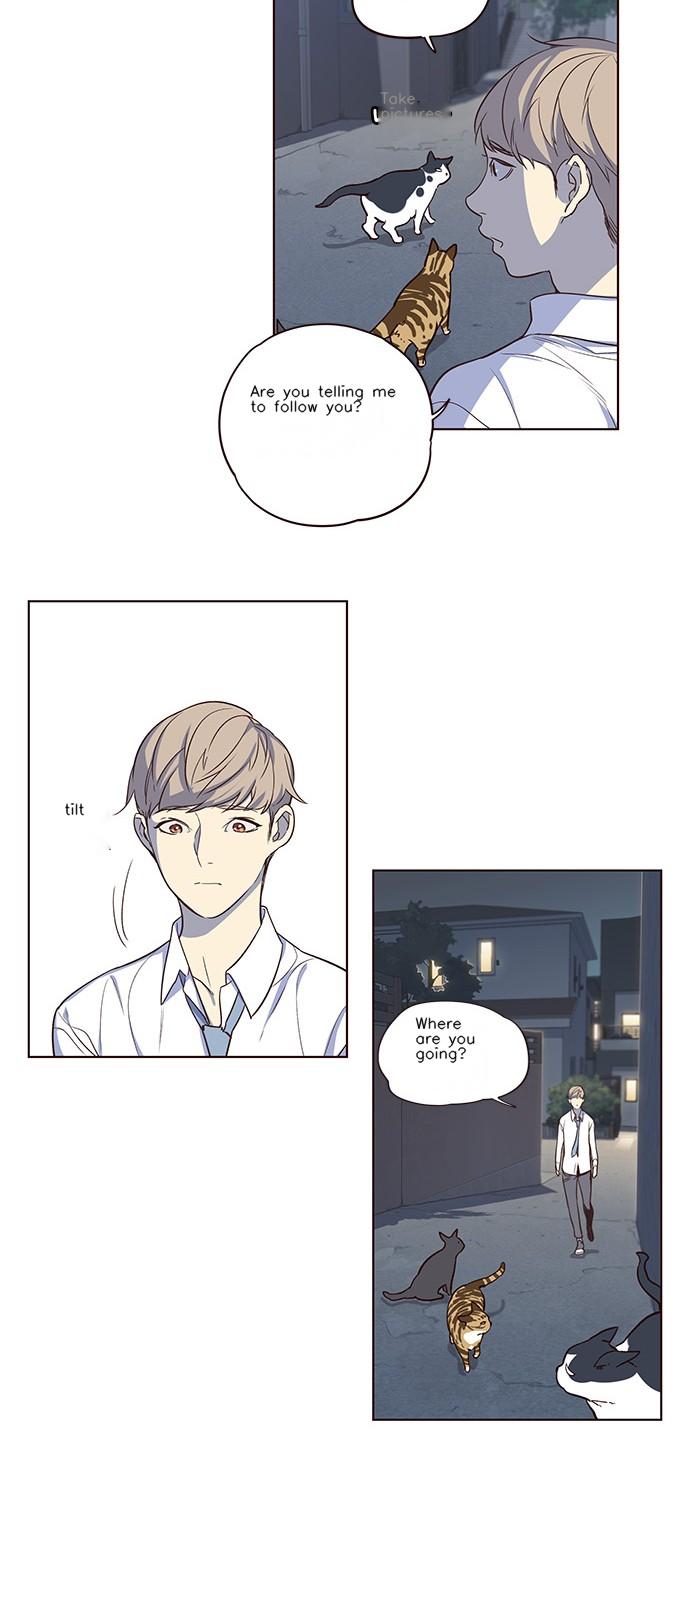 Take
pictures
Are you telling me
to follow you?
tilt
Where
are you
going?